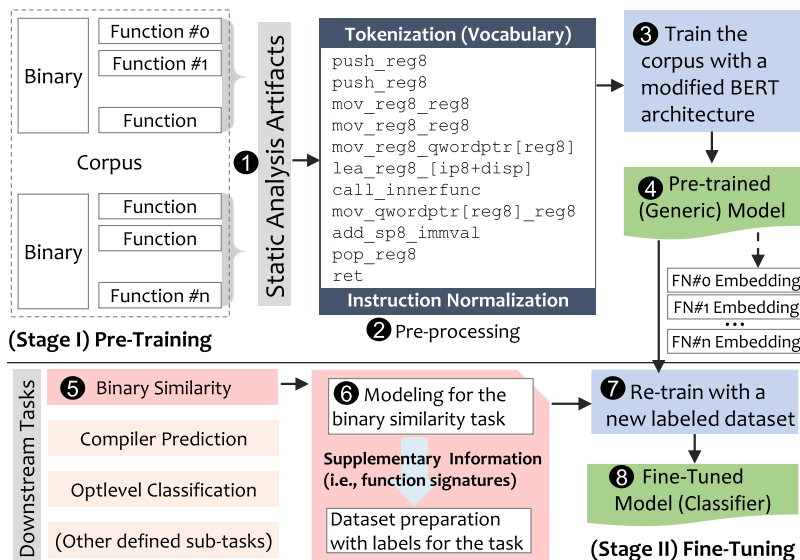 Binary
Function #0
Function #1
Function
Corpus
Binary
Function
Function
Function #n
(Stage I) Pre-Training
1
Static Analysis Artifacts
Tokenization (Vocabulary)
push_reg8
push_reg8
mov_reg8_reg8
mov_reg8_reg8
mov_reg8_qwordptr[reg8]
lea_reg8_[ip8+disp]
call_innerfunc
mov_qwordptr[reg8]_reg8
add_sp8_immval
pop_reg8
ret
Instruction Normalization
2 Pre-processing
3 Train the
corpus with a
modified BERT
architecture
4 Pre-trained
(Generic) Model
FN#0 Embedding
FN#1 Embedding
...
FN#n Embedding
Downstream Tasks
5 Binary Similarity
Compiler Prediction
Optlevel Classification
(Other defined sub-tasks)
6 Modeling for the
binary similarity task
Supplementary Information
(i.e., function signatures)
Dataset preparation
with labels for the task
7 Re-train with a
new labeled dataset
8 Fine-Tuned
Model (Classifier)
(Stage II) Fine-Tuning